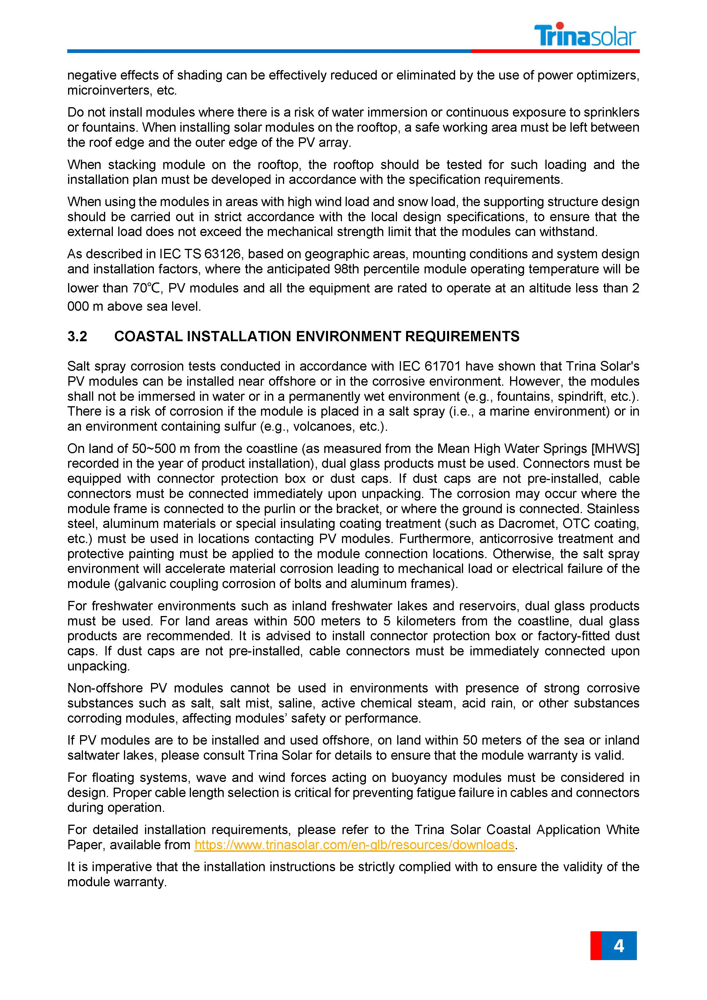 Trinasolar
negative effects of shading can be effectively reduced or eliminated by the use of power optimizers,
microinverters, etc.
Do not install modules where there is a risk of water immersion or continuous exposure to sprinklers
or fountains. When installing solar modules on the rooftop, a safe working area must be left between
the roof edge and the outer edge of the PV array.
When stacking module on the rooftop, the rooftop should be tested for such loading and the
installation plan must be developed in accordance with the specification requirements.
When using the modules in areas with high wind load and snow load, the supporting structure design
should be carried out in strict accordance with the local design specifications, to ensure that the
external load does not exceed the mechanical strength limit that the modules can withstand.
As described in IEC TS 63126, based on geographic areas, mounting conditions and system design
and installation factors, where the anticipated 98th percentile module operating temperature will be
lower than 70℃, PV modules and all the equipment are rated to operate at an altitude less than 2
000 m above sea level.
3.2 COASTAL INSTALLATION ENVIRONMENT REQUIREMENTS
Salt spray corrosion tests conducted in accordance with IEC 61701 have shown that Trina Solar's
PV modules can be installed near offshore or in the corrosive environment. However, the modules
shall not be immersed in water or in a permanently wet environment (e.g., fountains, spindrift, etc.).
There is a risk of corrosion if the module is placed in a salt spray (i.e., a marine environment) or in
an environment containing sulfur (e.g., volcanoes, etc.).
On land of 50~500 m from the coastline (as measured from the Mean High Water Springs [MHWS]
recorded in the year of product installation), dual glass products must be used. Connectors must be
equipped with connector protection box or dust caps. If dust caps are not pre-installed, cable
connectors must be connected immediately upon unpacking. The corrosion may occur where the
module frame is connected to the purlin or the bracket, or where the ground is connected. Stainless
steel, aluminum materials or special insulating coating treatment (such as Dacromet, OTC coating,
etc.) must be used in locations contacting PV modules. Furthermore, anticorrosive treatment and
protective painting must be applied to the module connection locations. Otherwise, the salt spray
environment will accelerate material corrosion leading to mechanical load or electrical failure of the
module (galvanic coupling corrosion of bolts and aluminum frames).
For freshwater environments such as inland freshwater lakes and reservoirs, dual glass products
must be used. For land areas within 500 meters to 5 kilometers from the coastline, dual glass
products are recommended. It is advised to install connector protection box or factory-fitted dust
caps. If dust caps are not pre-installed, cable connectors must be immediately connected upon
unpacking.
Non-offshore PV modules cannot be used in environments with presence of strong corrosive
substances such as salt, salt mist, saline, active chemical steam, acid rain, or other substances
corroding modules, affecting modules’ safety or performance.
If PV modules are to be installed and used offshore, on land within 50 meters of the sea or inland
saltwater lakes, please consult Trina Solar for details to ensure that the module warranty is valid.
For floating systems, wave and wind forces acting on buoyancy modules must be considered in
design. Proper cable length selection is critical for preventing fatigue failure in cables and connectors
during operation.
For detailed installation requirements, please refer to the Trina Solar Coastal Application White
Paper, available from https://www.trinasolar.com/en-glb/resources/downloads.
It is imperative that the installation instructions be strictly complied with to ensure the validity of the
module warranty.
4